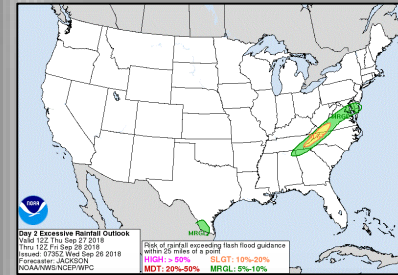 MRGL
SLGT
MRGL
NOAA
Day 2 Excessive Rainfall Outlook
Valid 12Z Thu Sep 27 2018
Thru 12Z Fri Sep 28 2018
Issued: 0735Z Wed Sep 26 2018
Forecaster: JACKSON
NOAA/NWS/NCEP/WPC
Risk of rainfall exceeding flash flood guidance
within 25 miles of a point
HIGH: > 50% SLGT: 10%-20%
MDT: 20%-50% MRGL: 5%-10%